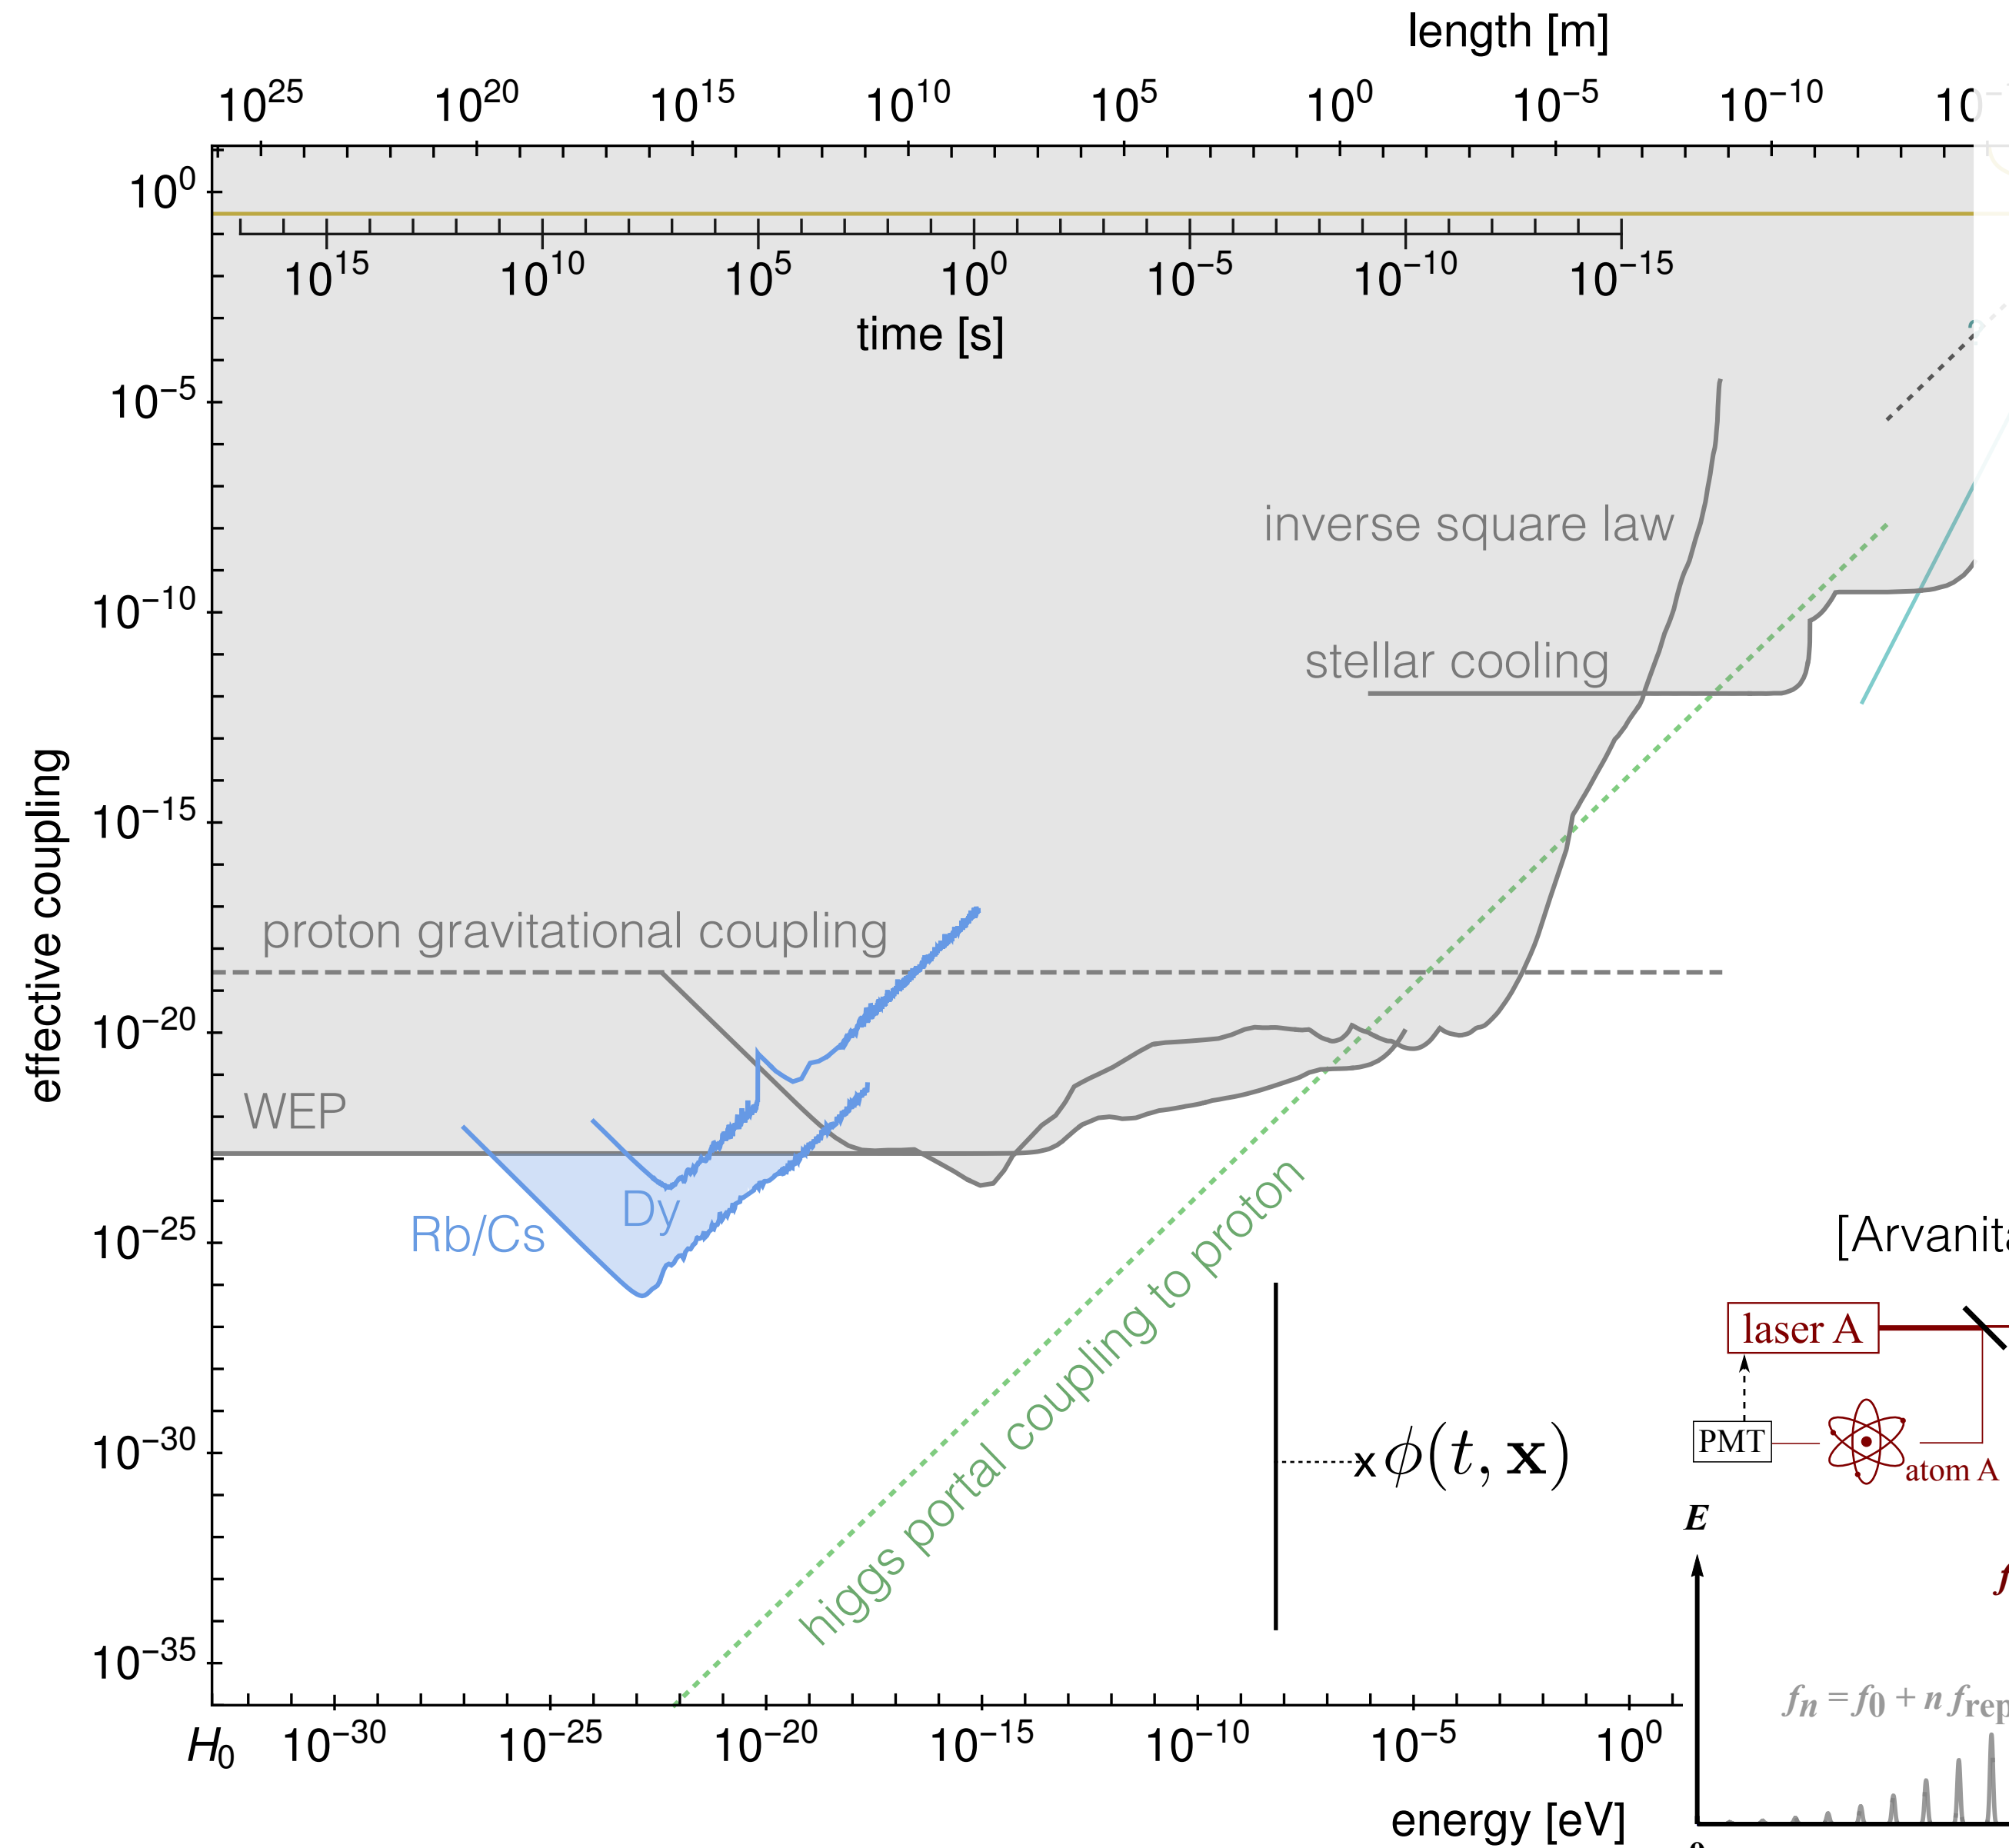 length [m]
10^25 10^20 10^15 10^10 10^5 10^0 10^−5 10^−10
10^0
10^15 10^10 10^5 10^0 10^−5 10^−10 10^−15
time [s]
10^−5
inverse square law
10^−10
stellar cooling
effective coupling
10^−15
proton gravitational coupling
10^−20
WEP
Dy
Rb/Cs
10^−25
higgs portal coupling to proton
10^−30
xϕ(t, x)
10^−35
H_0 10^−30 10^−25 10^−20 10^−15 10^−10 10^−5 10^0
energy [eV]
laser A
PMT
atom A
E
f_n = f_0 + n f_rep